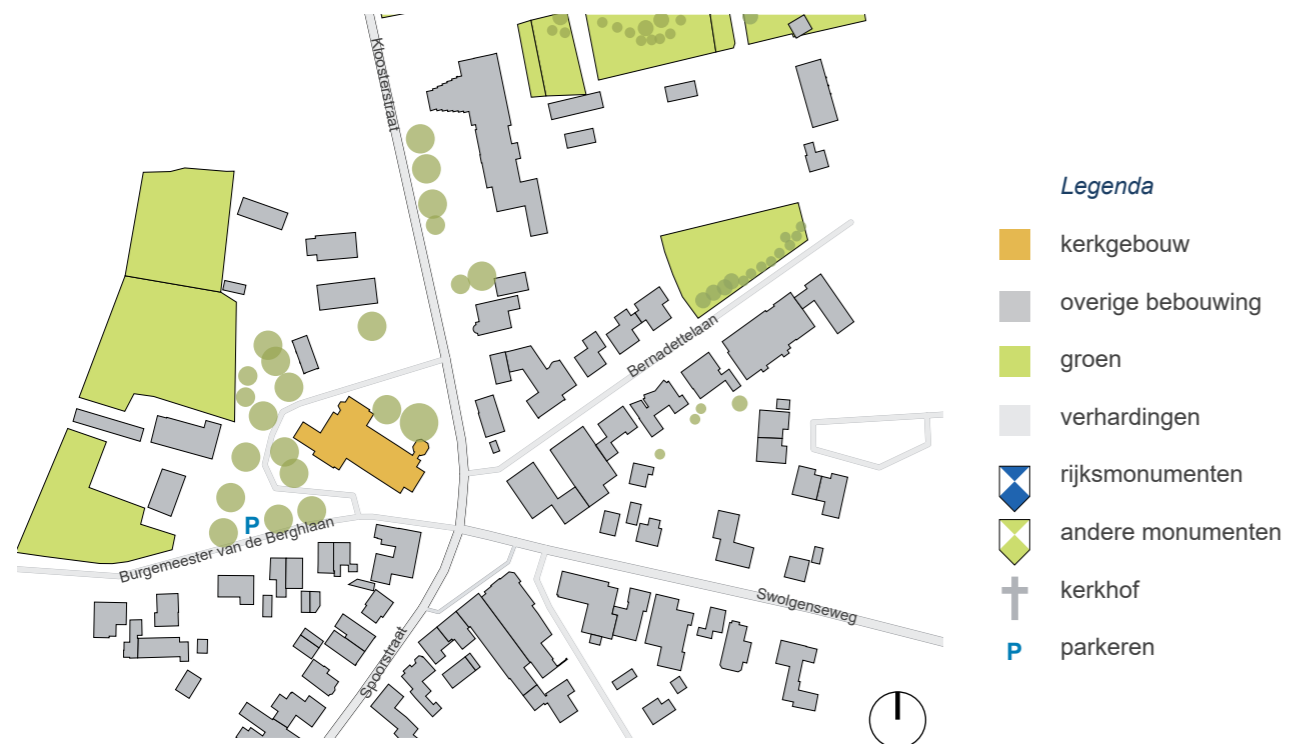 Kloosterstraat
Bernadettelaan
P
Burgemeester van de Berghlaan
Swolgenseweg
Spoorstraat
Legenda
kerkgebouw
overige bebouwing
groen
verhardingen
rijksmonumenten
andere monumenten
kerkhof
P parkeren